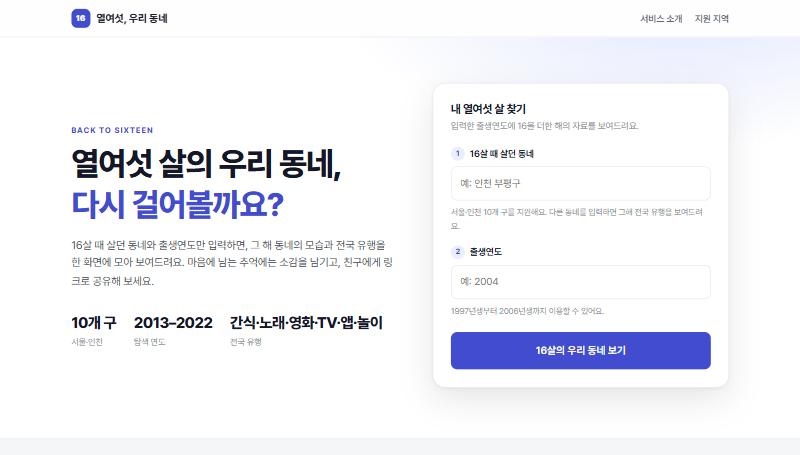 16 열여섯, 우리 동네
서비스 소개 지원 지역
BACK TO SIXTEEN
열여섯 살의 우리 동네,
다시 걸어볼까요?
16살 때 살던 동네와 출생연도만 입력하면, 그 해 동네의 모습과 전국 유행을
한 화면에 모아 보여드려요. 마음에 남는 추억에는 소감을 남기고, 친구에게 링
크로 공유해 보세요.
10개 구 2013–2022 간식·노래·영화·TV·앱·놀이
서울·인천 탐색 연도 전국 유행
내 열여섯 살 찾기
입력한 출생연도에 16을 더한 해의 자료를 보여드려요.
1 16살 때 살던 동네
예: 인천 부평구
서울·인천 10개 구를 지원해요. 다른 동네를 입력하면 그해 전국 유행을 보여드려
요.
2 출생연도
예: 2004
1997년생부터 2006년생까지 이용할 수 있어요.
16살의 우리 동네 보기